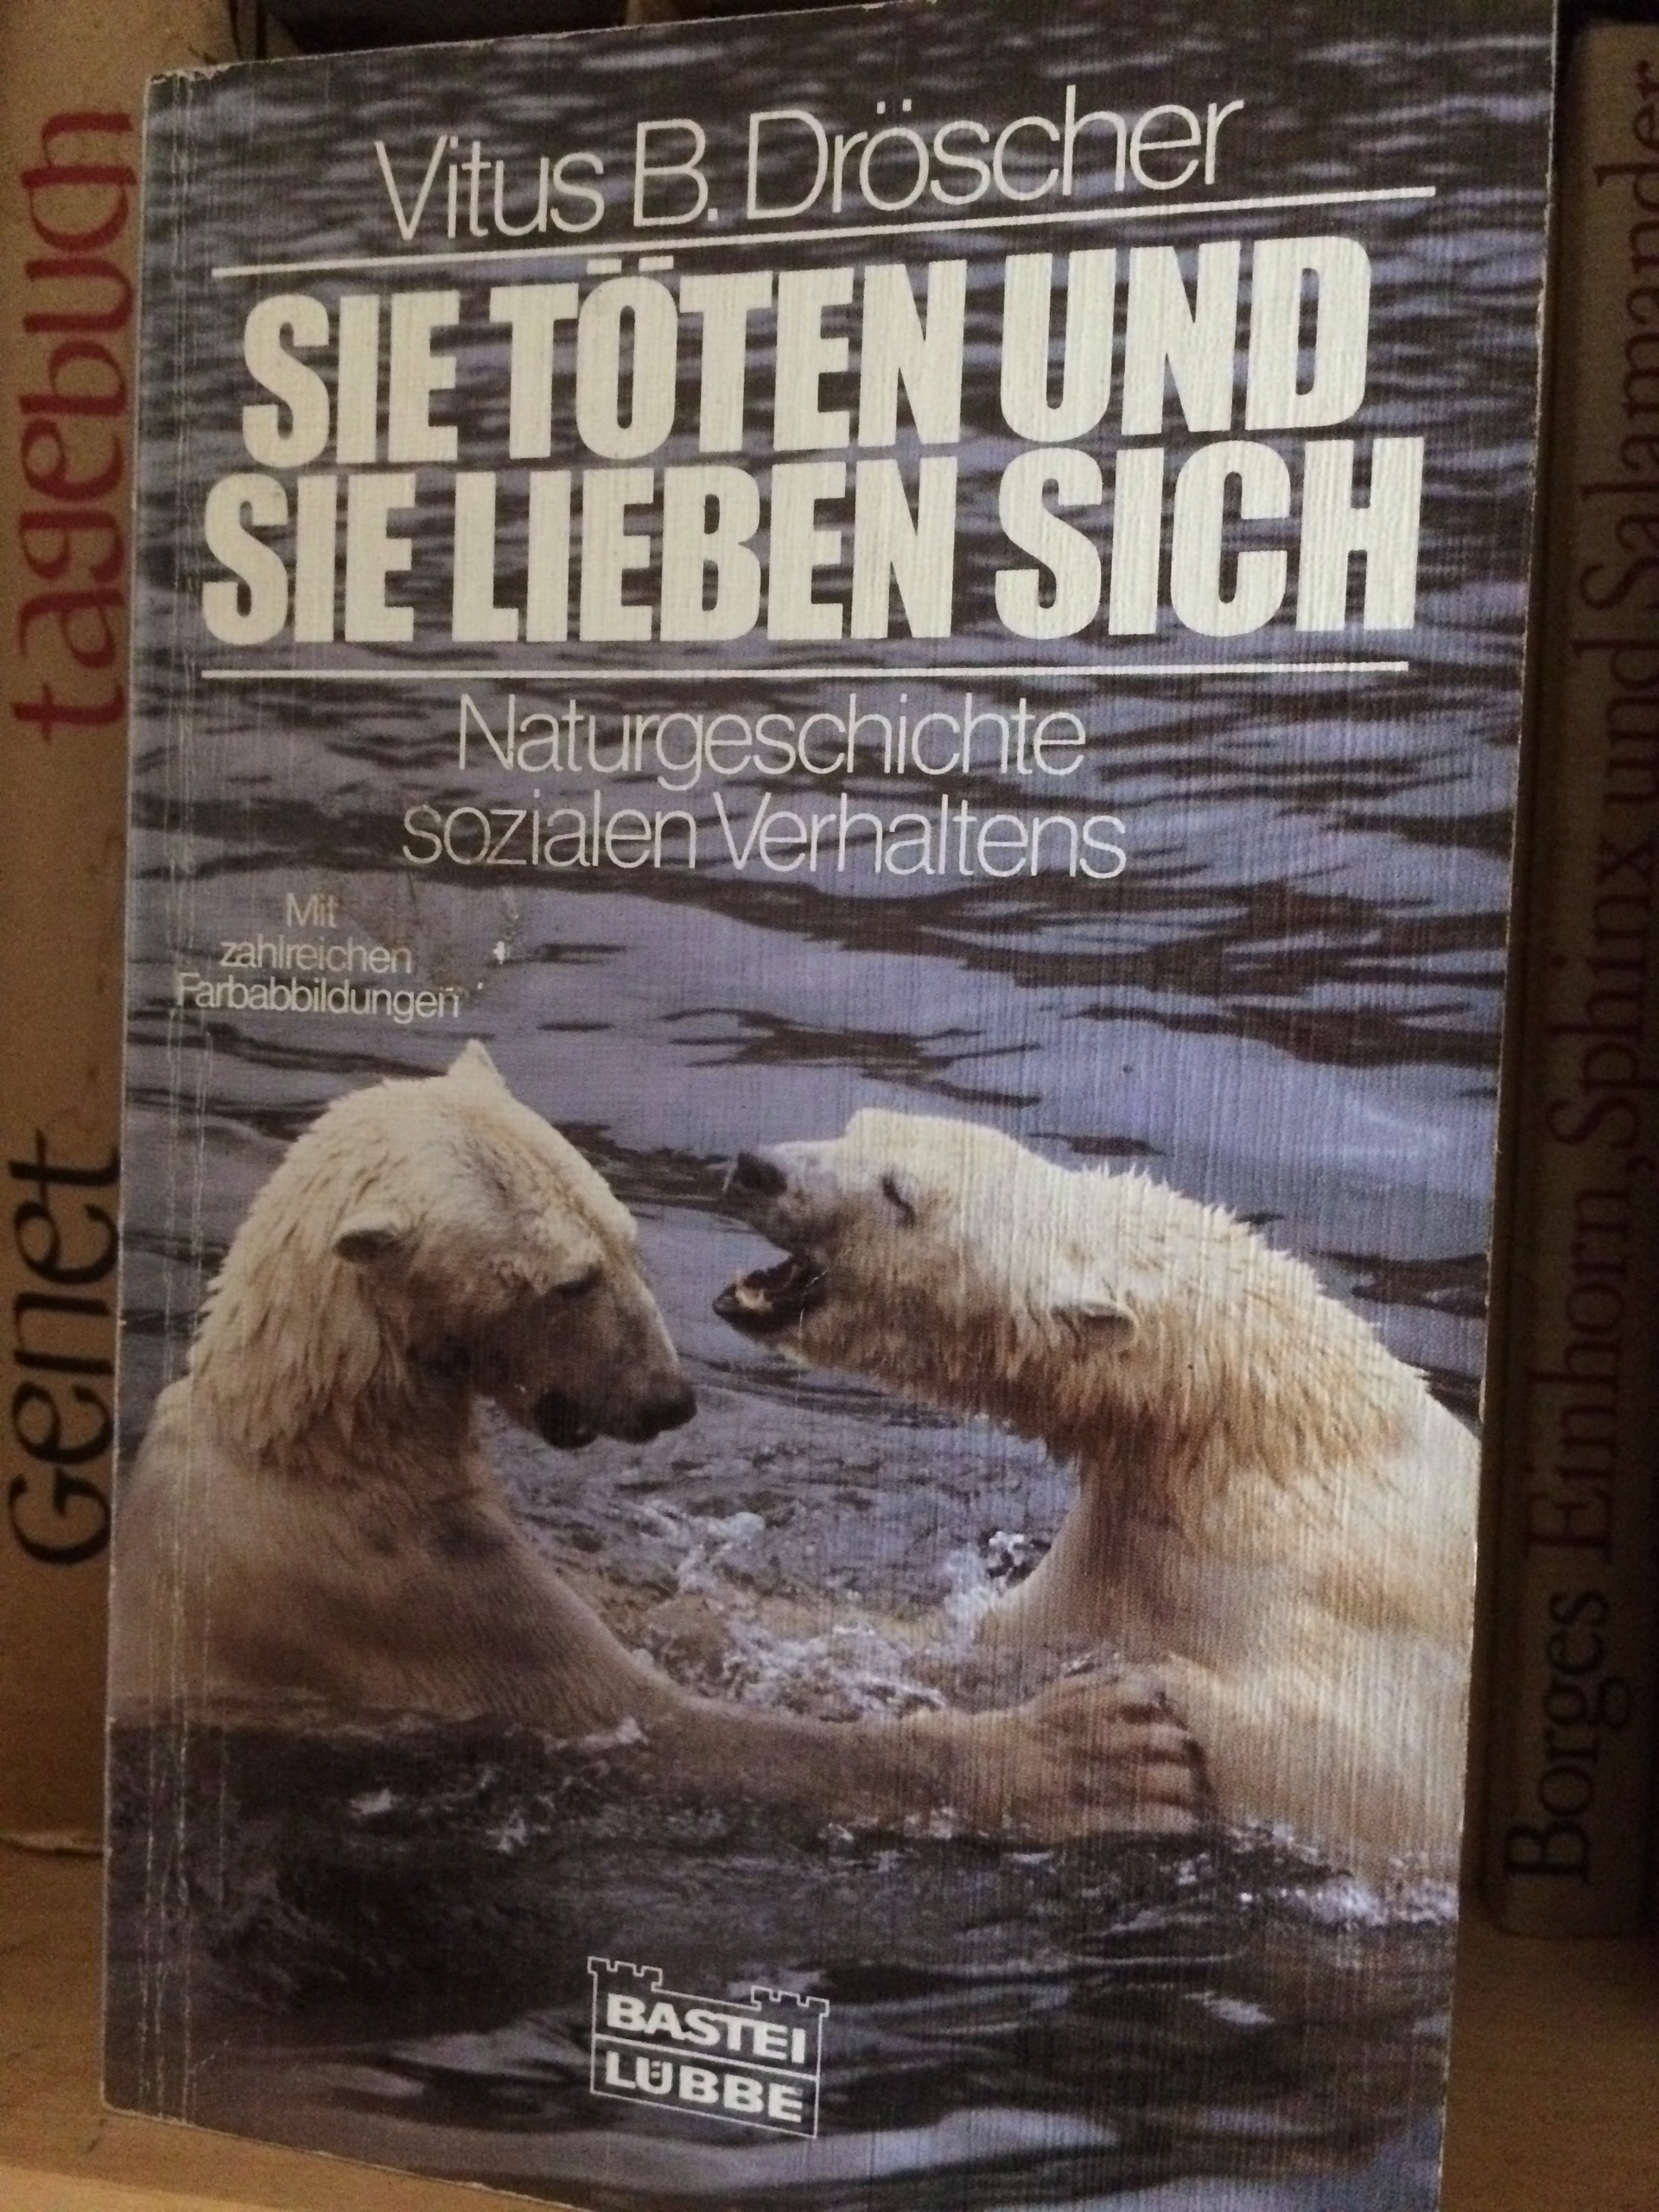 Vitus B. Dröscher
SIE TÖTEN UND
SIE LIEBEN SICH
Naturgeschichte
sozialen Verhaltens
Mit
zahlreichen
Farbabbildungen
BASTEI
LÜBBE
Genet
tagebuch
Borges Einhorn, Sphinx und Salamander